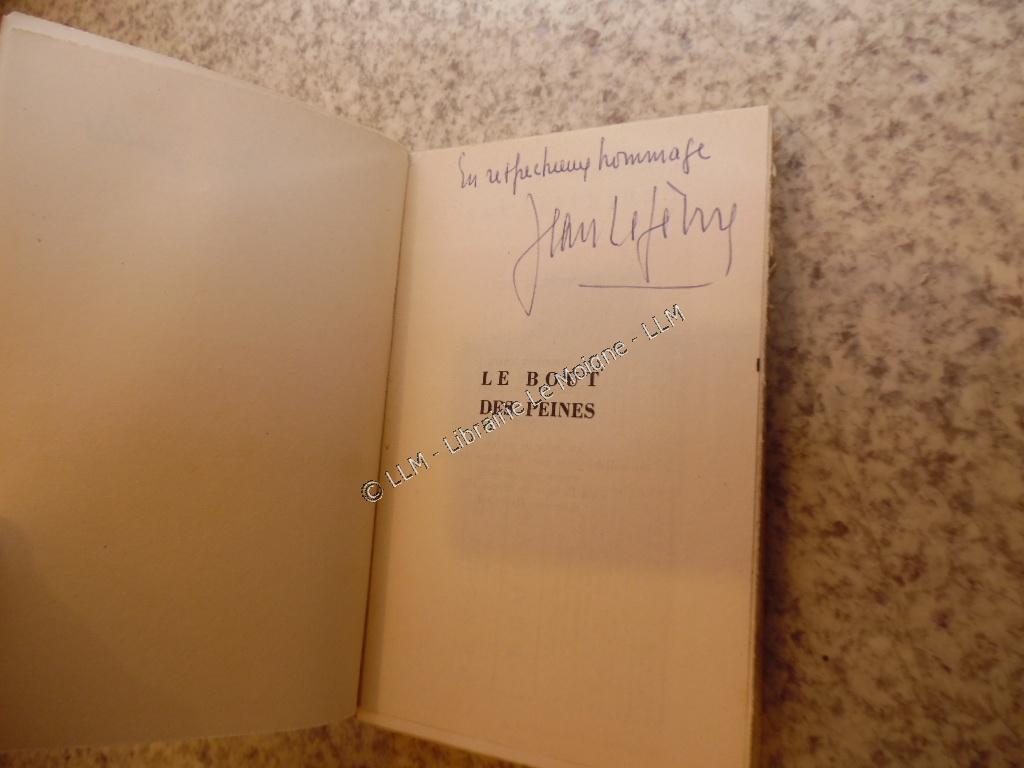 En respectueux hommage
Jean Lefèvre
LE BOUT
DES PEINES
© LLM - Librairie Le Moigne - LLM